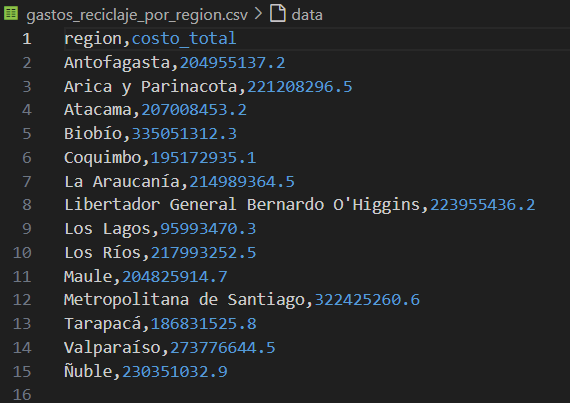 gastos_reciclaje_por_region.csv > data
1 region,costo_total
2 Antofagasta,204955137.2
3 Arica y Parinacota,221208296.5
4 Atacama,207008453.2
5 Biobío,335051312.3
6 Coquimbo,195172935.1
7 La Araucanía,214989364.5
8 Libertador General Bernardo O'Higgins,223955436.2
9 Los Lagos,95993470.3
10 Los Ríos,217993252.5
11 Maule,204825914.7
12 Metropolitana de Santiago,322425260.6
13 Tarapacá,186831525.8
14 Valparaíso,273776644.5
15 Ñuble,230351032.9
16